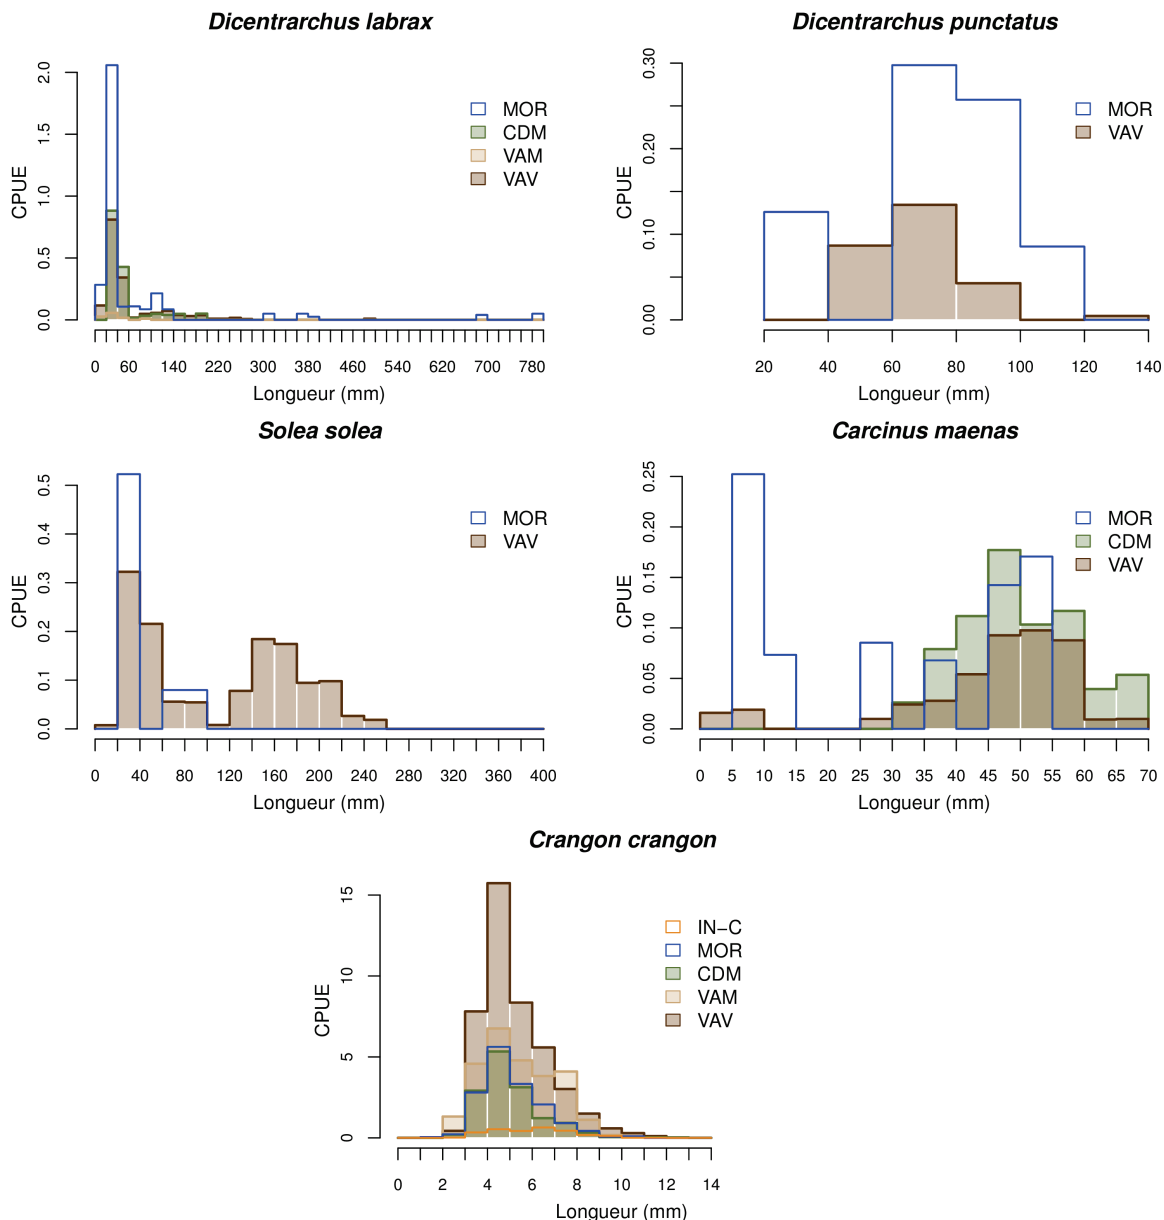 Dicentrarchus labrax
CPUE
0.0 0.5 1.0 1.5 2.0
MOR
CDM
VAM
VAV
0 60 140 220 300 380 460 540 620 700 780
Longueur (mm)
Dicentrarchus punctatus
CPUE
0.00 0.10 0.20 0.30
MOR
VAV
20 40 60 80 100 120 140
Longueur (mm)
Solea solea
CPUE
0.0 0.1 0.2 0.3 0.4 0.5
MOR
VAV
0 40 80 120 160 200 240 280 320 360 400
Longueur (mm)
Carcinus maenas
CPUE
0.00 0.05 0.10 0.15 0.20 0.25
MOR
CDM
VAV
0 5 10 15 20 25 30 35 40 45 50 55 60 65 70
Longueur (mm)
Crangon crangon
CPUE
0 5 10 15
IN−C
MOR
CDM
VAM
VAV
0 2 4 6 8 10 12 14
Longueur (mm)